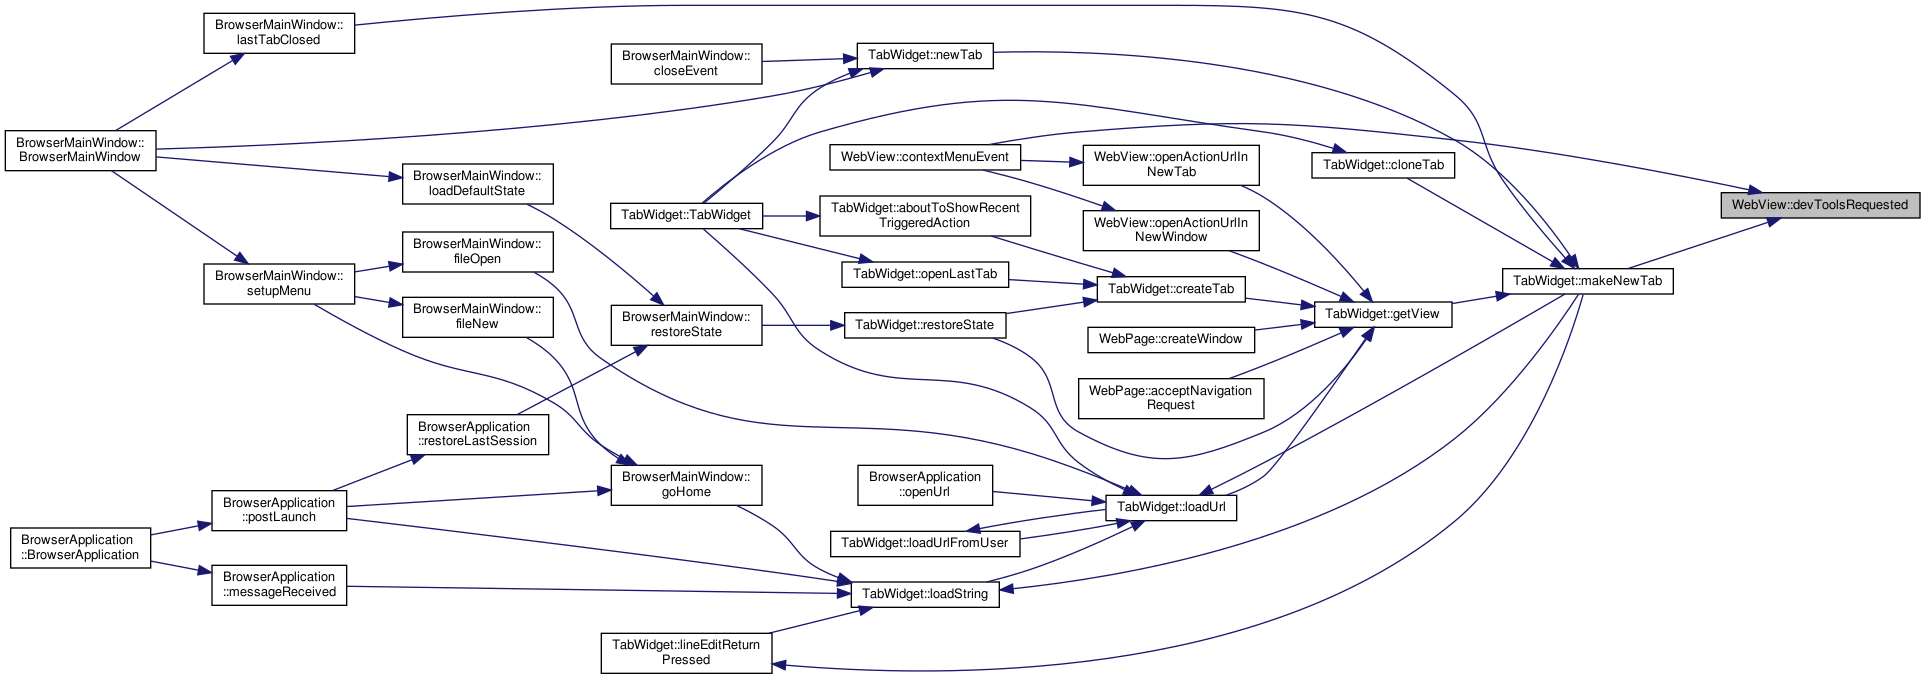 BrowserMainWindow::
lastTabClosed
BrowserMainWindow::
closeEvent
TabWidget::newTab
BrowserMainWindow::
BrowserMainWindow
BrowserMainWindow::
loadDefaultState
WebView::contextMenuEvent
WebView::openActionUrlIn
NewTab
TabWidget::cloneTab
TabWidget::TabWidget
TabWidget::aboutToShowRecent
TriggeredAction
WebView::openActionUrlIn
NewWindow
WebView::devToolsRequested
BrowserMainWindow::
fileOpen
BrowserMainWindow::
setupMenu
TabWidget::openLastTab
TabWidget::createTab
TabWidget::makeNewTab
BrowserMainWindow::
fileNew
BrowserMainWindow::
restoreState
TabWidget::restoreState
TabWidget::getView
WebPage::createWindow
WebPage::acceptNavigation
Request
BrowserApplication
::restoreLastSession
BrowserMainWindow::
goHome
BrowserApplication
::openUrl
BrowserApplication
::postLaunch
TabWidget::loadUrl
BrowserApplication
::BrowserApplication
TabWidget::loadUrlFromUser
BrowserApplication
::messageReceived
TabWidget::loadString
TabWidget::lineEditReturn
Pressed